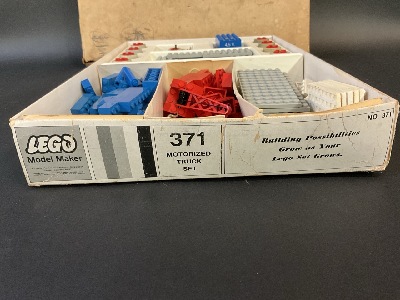 LEGO
Model Maker
371
MOTORIZED
TRUCK
SET
Building Possibilities
Grow as Your
Lego Set Grows.
NO. 371